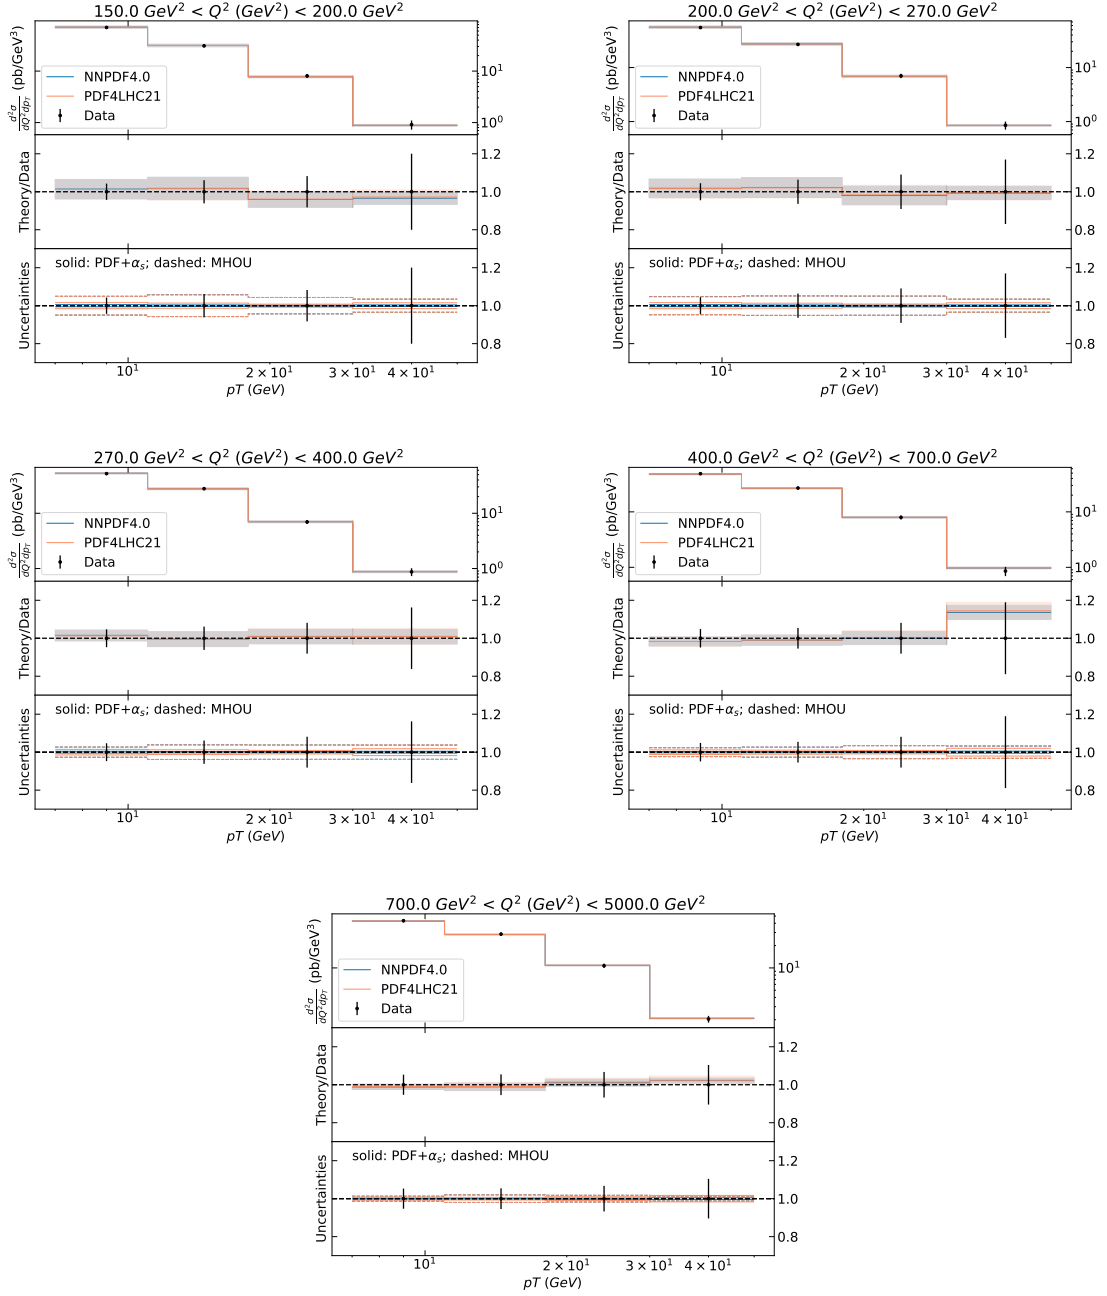 150.0 GeV² < Q² (GeV²) < 200.0 GeV²
d²σ/dQ²dp_T (pb/GeV³)
10¹
10⁰
NNPDF4.0
PDF4LHC21
Data
Theory/Data
1.2
1.0
0.8
Uncertainties
solid: PDF+α_s; dashed: MHOU
1.2
1.0
0.8
10¹
2 × 10¹
3 × 10¹
4 × 10¹
pT (GeV)
200.0 GeV² < Q² (GeV²) < 270.0 GeV²
d²σ/dQ²dp_T (pb/GeV³)
10¹
10⁰
NNPDF4.0
PDF4LHC21
Data
Theory/Data
1.2
1.0
0.8
Uncertainties
solid: PDF+α_s; dashed: MHOU
1.2
1.0
0.8
10¹
2 × 10¹
3 × 10¹
4 × 10¹
pT (GeV)
270.0 GeV² < Q² (GeV²) < 400.0 GeV²
d²σ/dQ²dp_T (pb/GeV³)
10¹
10⁰
NNPDF4.0
PDF4LHC21
Data
Theory/Data
1.2
1.0
0.8
Uncertainties
solid: PDF+α_s; dashed: MHOU
1.2
1.0
0.8
10¹
2 × 10¹
3 × 10¹
4 × 10¹
pT (GeV)
400.0 GeV² < Q² (GeV²) < 700.0 GeV²
d²σ/dQ²dp_T (pb/GeV³)
10¹
10⁰
NNPDF4.0
PDF4LHC21
Data
Theory/Data
1.2
1.0
0.8
Uncertainties
solid: PDF+α_s; dashed: MHOU
1.2
1.0
0.8
10¹
2 × 10¹
3 × 10¹
4 × 10¹
pT (GeV)
700.0 GeV² < Q² (GeV²) < 5000.0 GeV²
d²σ/dQ²dp_T (pb/GeV³)
10¹
NNPDF4.0
PDF4LHC21
Data
Theory/Data
1.2
1.0
0.8
Uncertainties
solid: PDF+α_s; dashed: MHOU
1.2
1.0
0.8
10¹
2 × 10¹
3 × 10¹
4 × 10¹
pT (GeV)